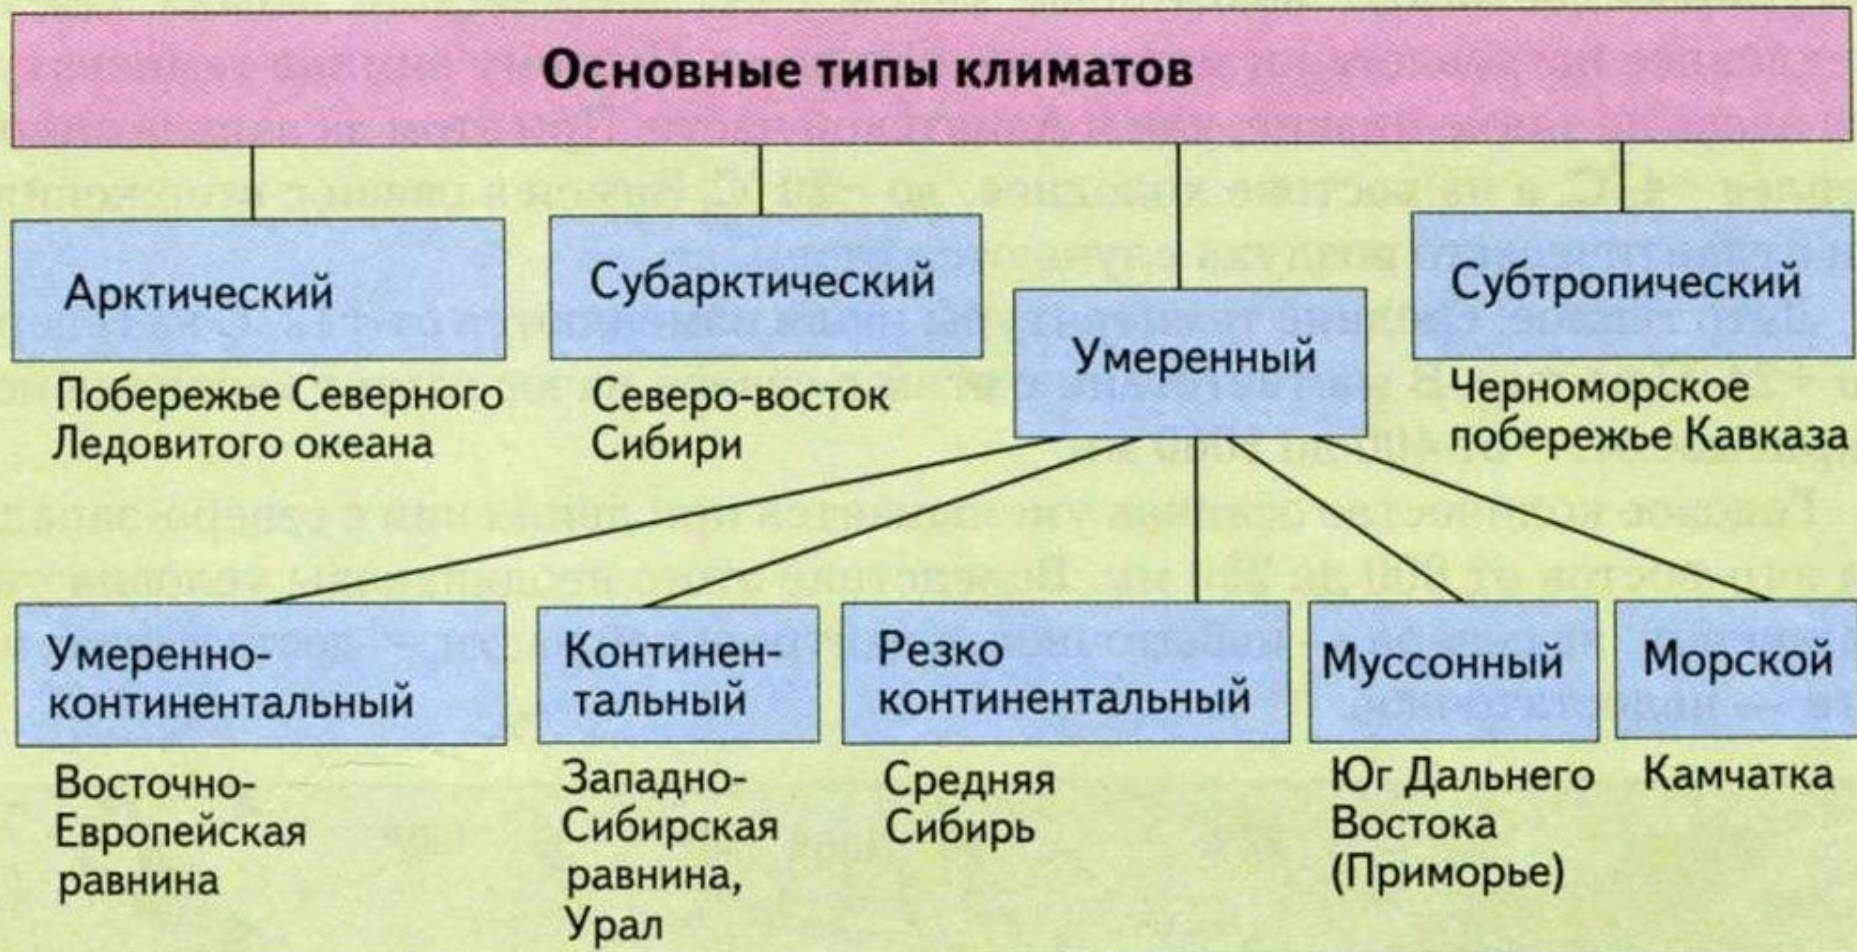 Основные типы климатов
Арктический
Побережье Северного
Ледовитого океана
Субарктический
Северо-восток
Сибири
Умеренный
Субтропический
Черноморское
побережье Кавказа
Умеренно-
континентальный
Восточно-
Европейская
равнина
Континен-
тальный
Западно-
Сибирская
равнина,
Урал
Резко
континентальный
Средняя
Сибирь
Муссонный
Юг Дальнего
Востока
(Приморье)
Морской
Камчатка